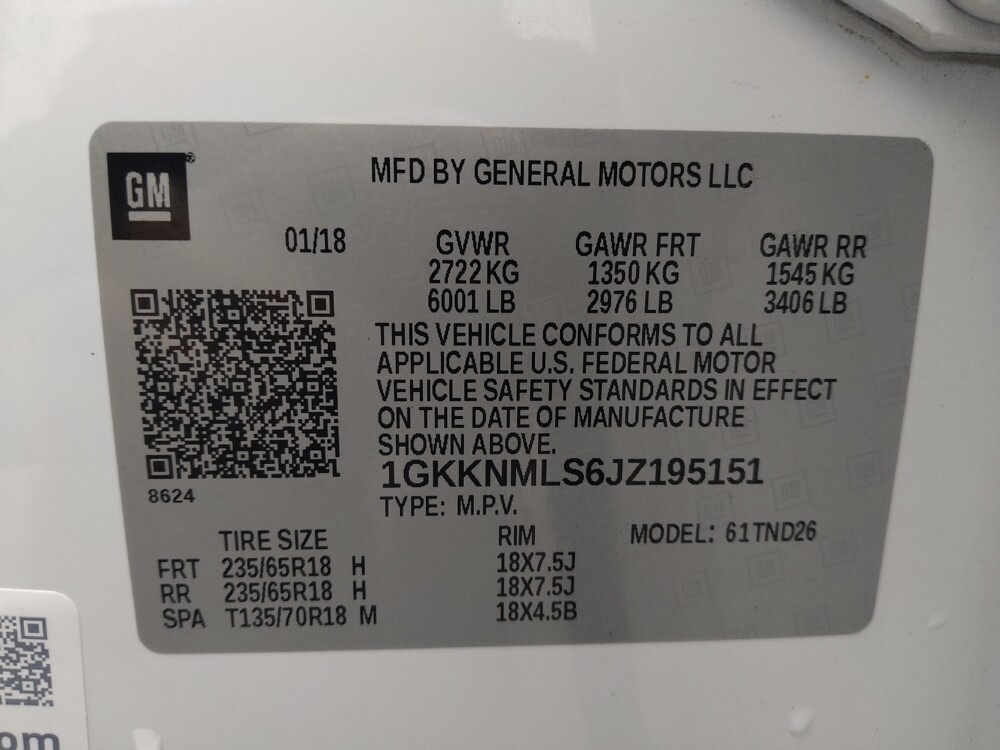 GM
MFD BY GENERAL MOTORS LLC
01/18 GVWR GAWR FRT GAWR RR
2722 KG 1350 KG 1545 KG
6001 LB 2976 LB 3406 LB
THIS VEHICLE CONFORMS TO ALL
APPLICABLE U.S. FEDERAL MOTOR
VEHICLE SAFETY STANDARDS IN EFFECT
ON THE DATE OF MANUFACTURE
SHOWN ABOVE.
1GKKNMLS6JZ195151
8624
TYPE: M.P.V.
TIRE SIZE RIM MODEL: 61TND26
FRT 235/65R18 H 18X7.5J
RR 235/65R18 H 18X7.5J
SPA T135/70R18 M 18X4.5B
om